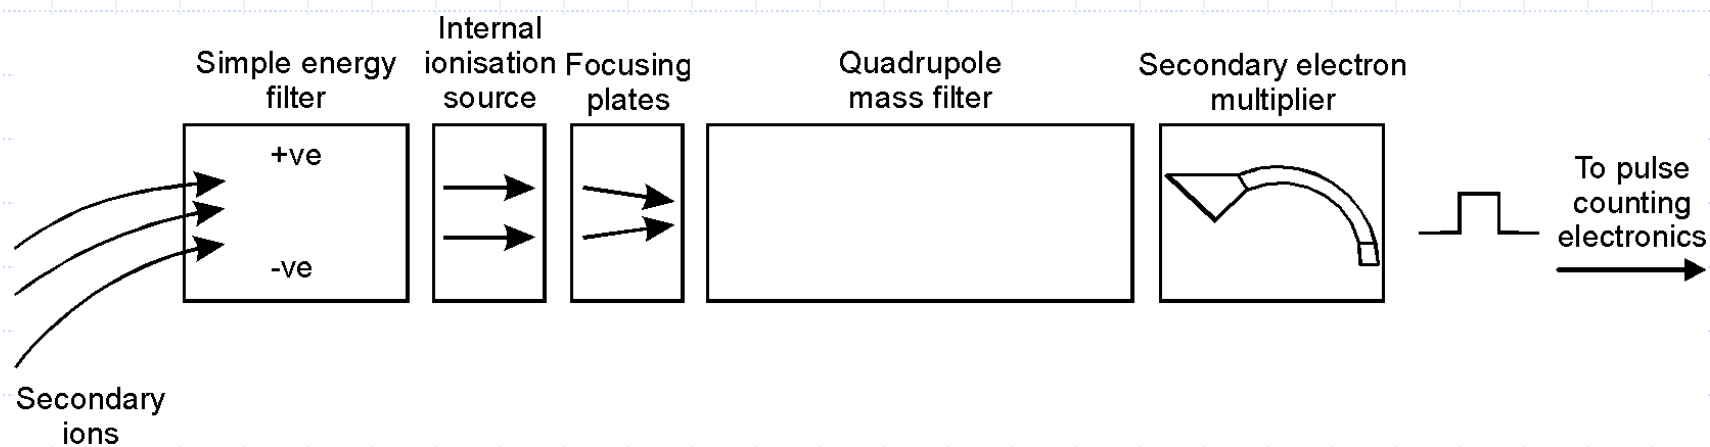 Simple energy
filter
Internal
ionisation
source
Focusing
plates
Quadrupole
mass filter
Secondary electron
multiplier
+ve
-ve
To pulse
counting
electronics
Secondary
ions